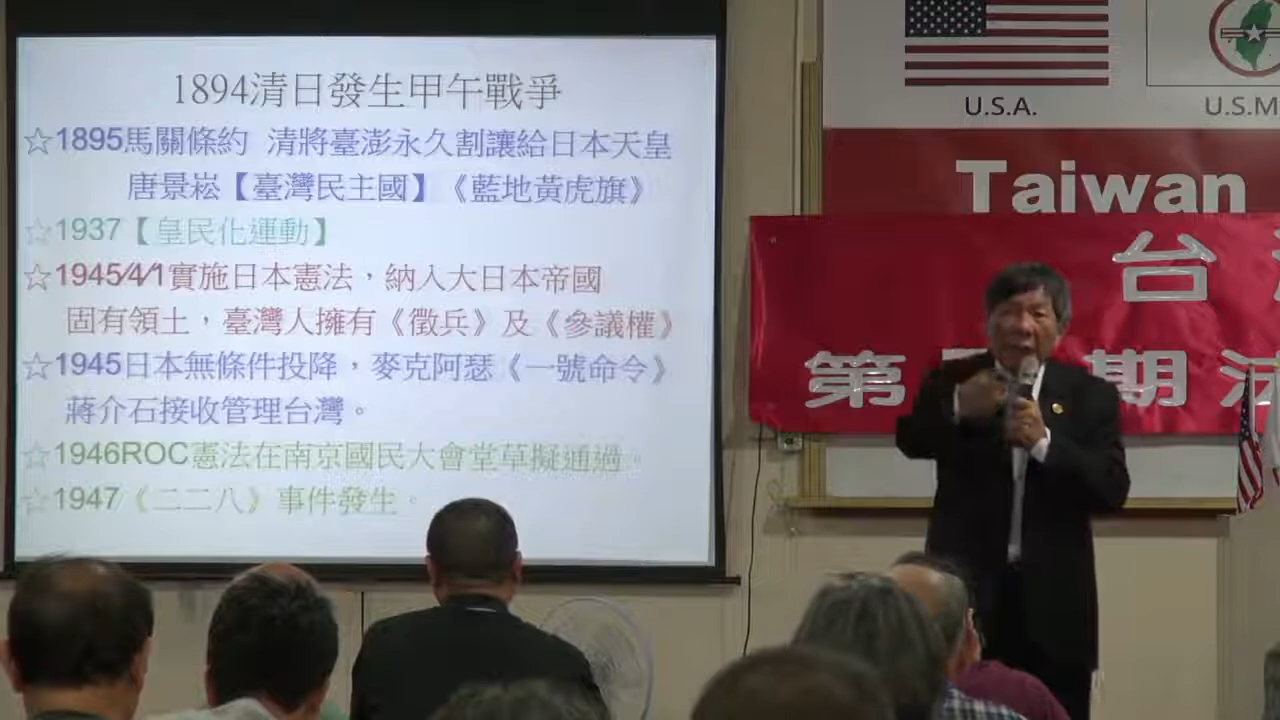 1894清日發生甲午戰爭
☆1895馬關條約 清將臺澎永久割讓給日本天皇
唐景崧【臺灣民主國】《藍地黃虎旗》
☆1937【皇民化運動】
☆1945/4/1實施日本憲法，納入大日本帝國
固有領土，臺灣人擁有《徵兵》及《參議權》
☆1945日本無條件投降，麥克阿瑟《一號命令》
蔣介石接收管理台灣。
☆1946ROC憲法在南京國民大會堂草擬通過。
☆1947《二二八》事件發生。
U.S.A.
U.S.M
Taiwan
台
第 期